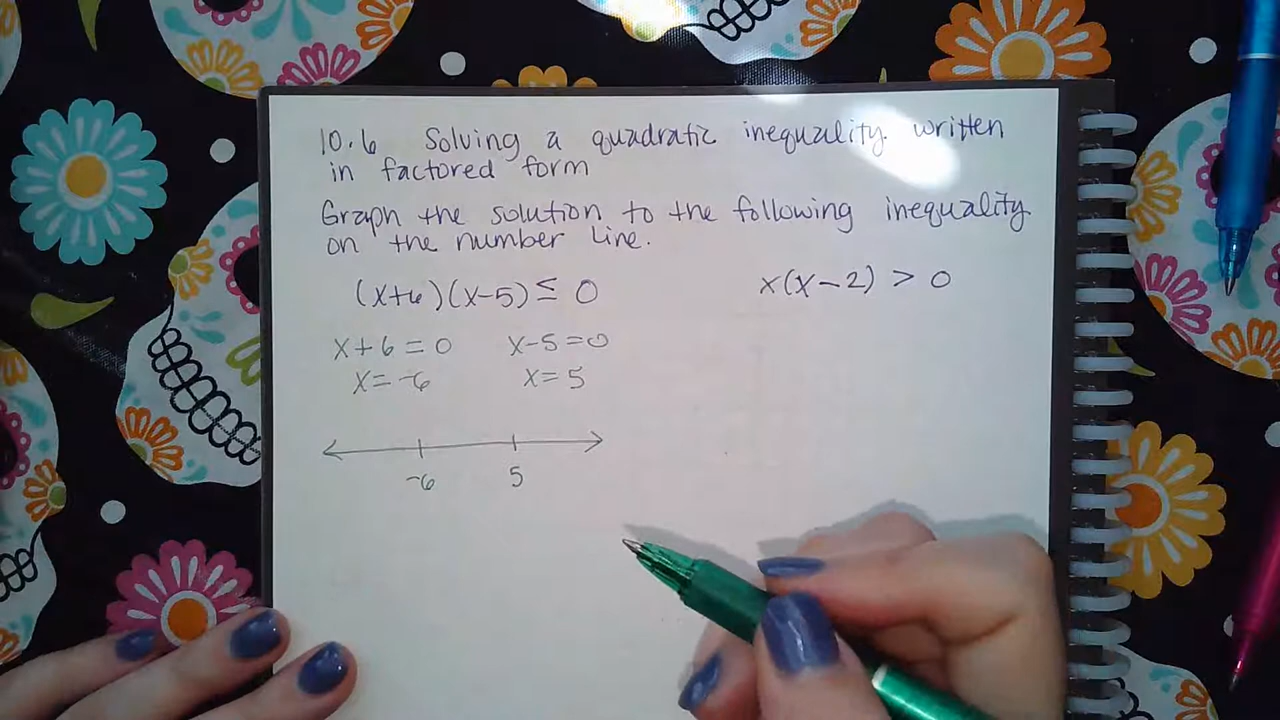 10.6 Solving a quadratic inequality written
in factored form
Graph the solution to the following inequality
on the number line.
(x+6)(x-5) ≤ 0
x(x-2) > 0
x+6=0 x-5=0
x=-6 x=5
-6 5